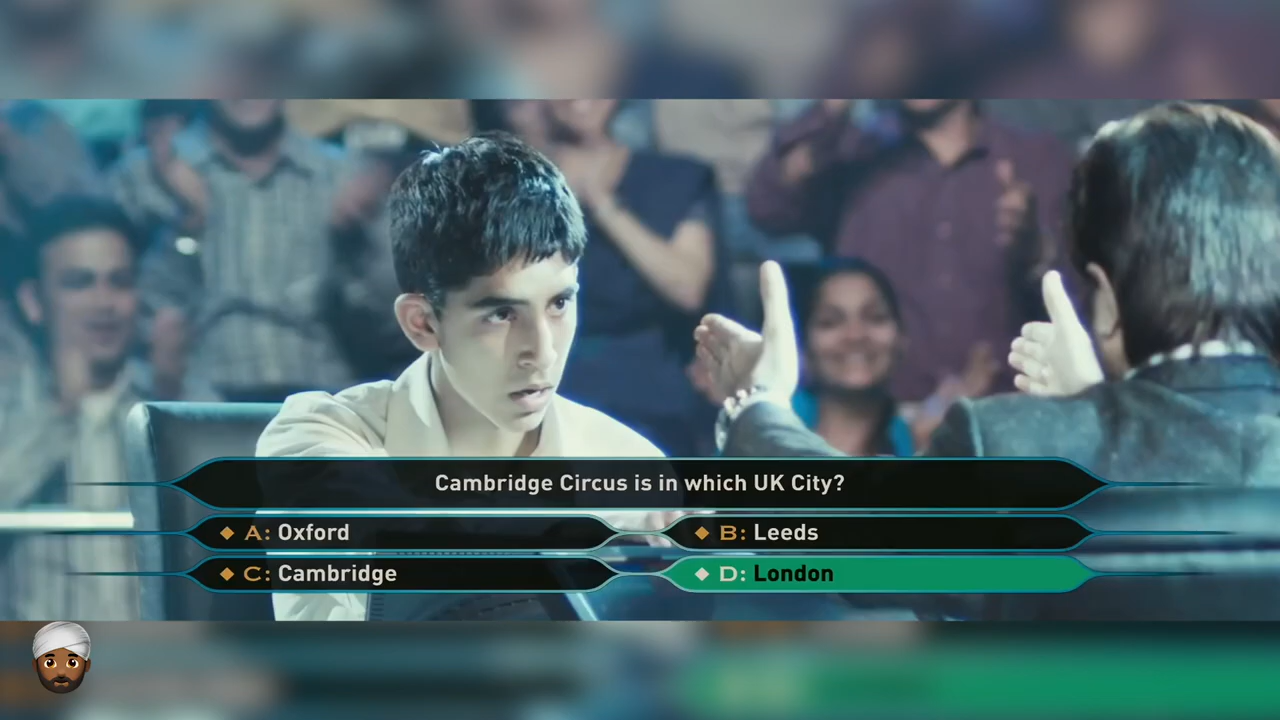 Cambridge Circus is in which UK City?
A: Oxford
B: Leeds
C: Cambridge
D: London